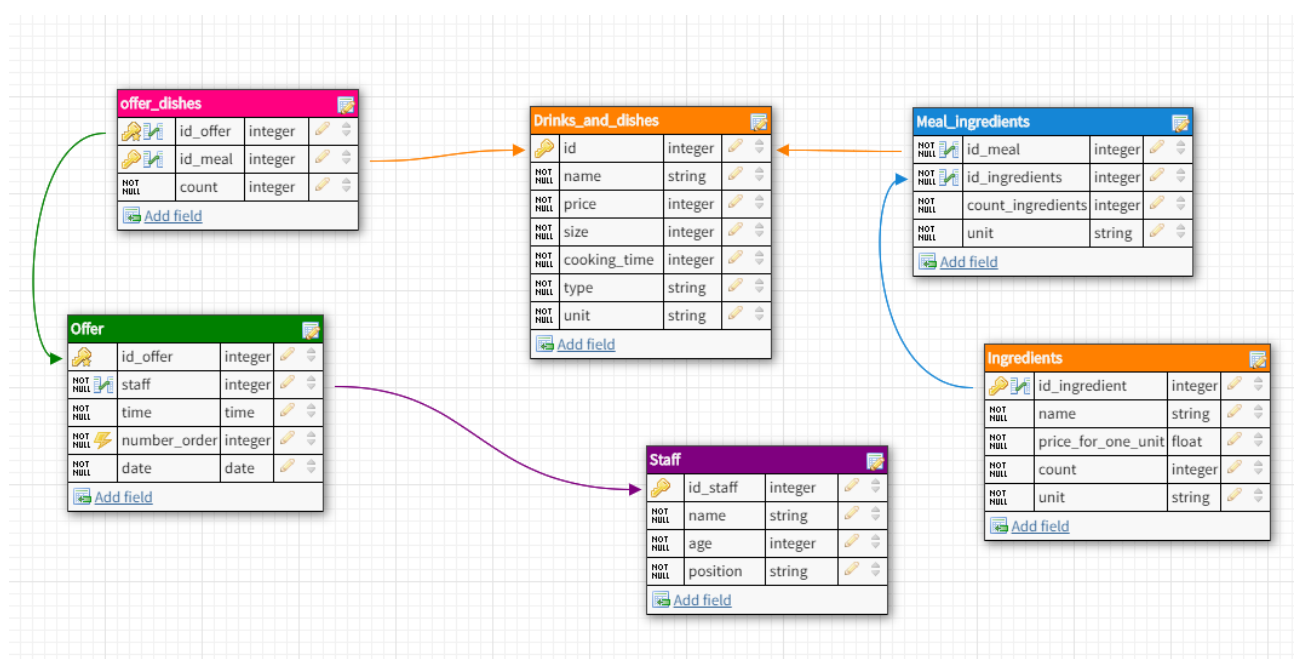 offer_dishes
id_offer integer
id_meal integer
NOT NULL count integer
Add field
Drinks_and_dishes
id integer
NOT NULL name string
NOT NULL price integer
NOT NULL size integer
NOT NULL cooking_time integer
NOT NULL type string
NOT NULL unit string
Add field
Meal_ingredients
NOT NULL id_meal integer
NOT NULL id_ingredients integer
NOT NULL count_ingredients integer
NOT NULL unit string
Add field
Offer
id_offer integer
NOT NULL staff integer
NOT NULL time time
NOT NULL number_order integer
NOT NULL date date
Add field
Ingredients
id_ingredient integer
NOT NULL name string
NOT NULL price_for_one_unit float
NOT NULL count integer
NOT NULL unit string
Add field
Staff
id_staff integer
NOT NULL name string
NOT NULL age integer
NOT NULL position string
Add field